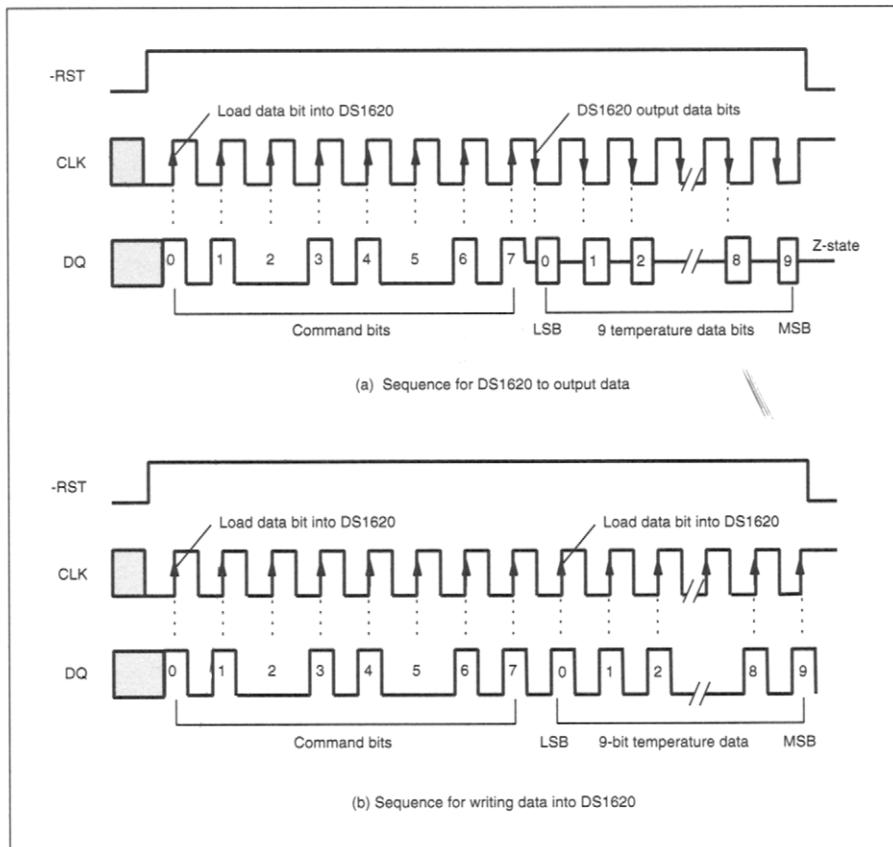 -RST
Load data bit into DS1620
DS1620 output data bits
CLK
Z-state
DQ
0 1 2 3 4 5 6 7 0 1 2 8 9
Command bits
LSB 9 temperature data bits MSB
(a) Sequence for DS1620 to output data
-RST
Load data bit into DS1620
Load data bit into DS1620
CLK
DQ
0 1 2 3 4 5 6 7 0 1 2 8 9
Command bits
LSB 9-bit temperature data MSB
(b) Sequence for writing data into DS1620